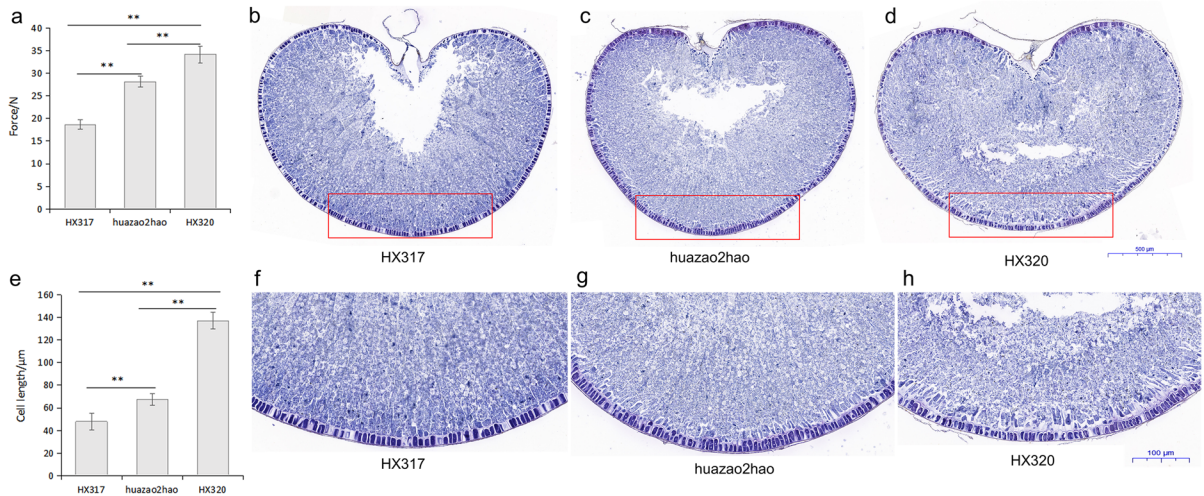 a
**
**
**
40
35
30
25
20
15
10
5
0
Force/N
HX317 huazao2hao HX320
b
HX317
c
huazao2hao
d
HX320
500 μm
e
**
**
**
160
140
120
100
80
60
40
20
0
Cell length/μm
HX317 huazao2hao HX320
f
HX317
g
huazao2hao
h
HX320
100 μm